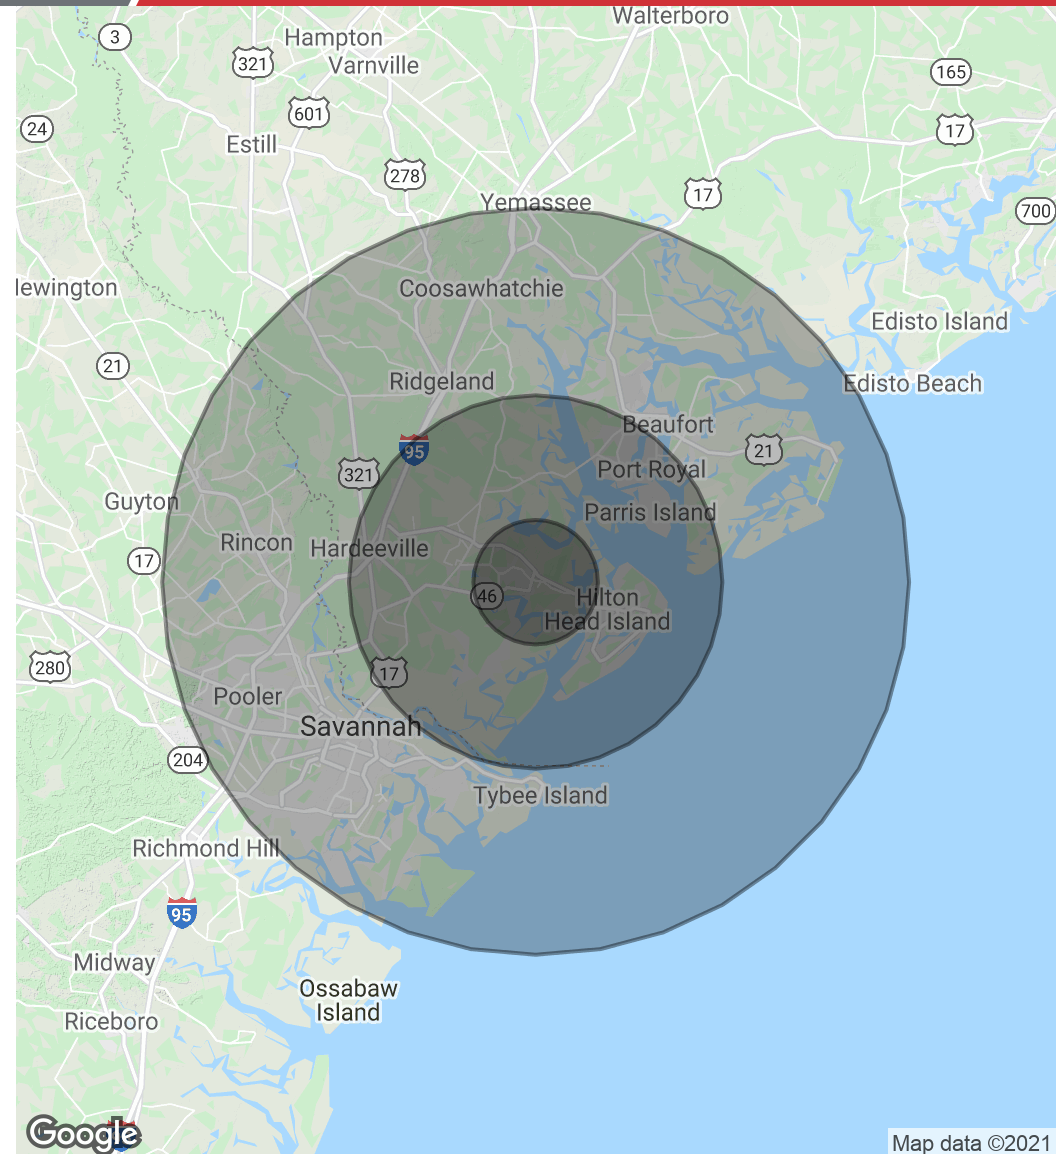 Walterboro
3
Hampton
321
Varnville
165
601
24
17
Estill
278
Yemassee
17
700
lewington
Coosawhatchie
Edisto Island
21
Ridgeland
Edisto Beach
Beaufort
95
21
321
Port Royal
Guyton
Parris Island
Rincon
Hardeeville
17
46
Hilton
Head Island
280
17
Pooler
Savannah
204
Tybee Island
Richmond Hill
95
Midway
Ossabaw
Island
Riceboro
Google
Map data ©2021